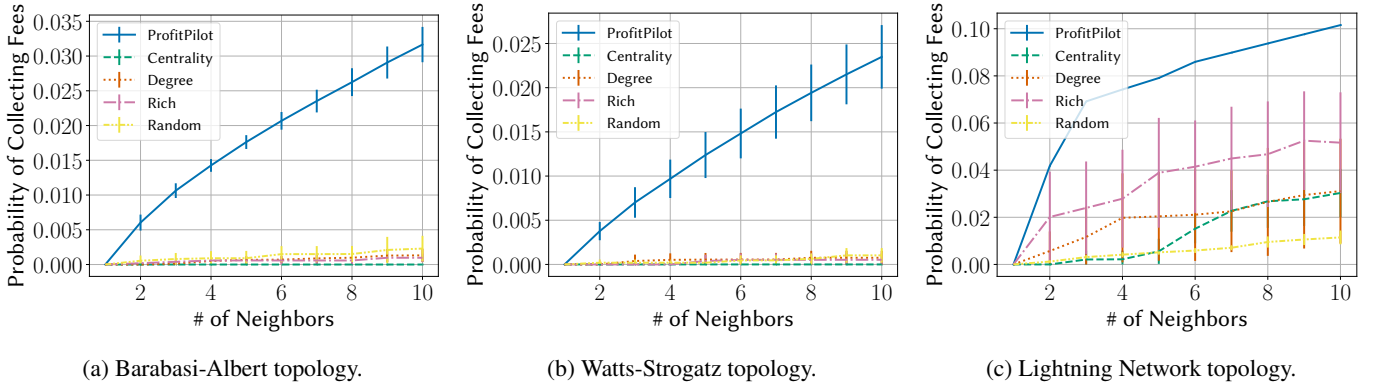 Probability of Collecting Fees
0.035
0.030
0.025
0.020
0.015
0.010
0.005
0.000
ProfitPilot
Centrality
Degree
Rich
Random
2 4 6 8 10
# of Neighbors
(a) Barabasi-Albert topology.
Probability of Collecting Fees
0.025
0.020
0.015
0.010
0.005
0.000
ProfitPilot
Centrality
Degree
Rich
Random
2 4 6 8 10
# of Neighbors
(b) Watts-Strogatz topology.
Probability of Collecting Fees
0.10
0.08
0.06
0.04
0.02
0.00
ProfitPilot
Centrality
Degree
Rich
Random
2 4 6 8 10
# of Neighbors
(c) Lightning Network topology.